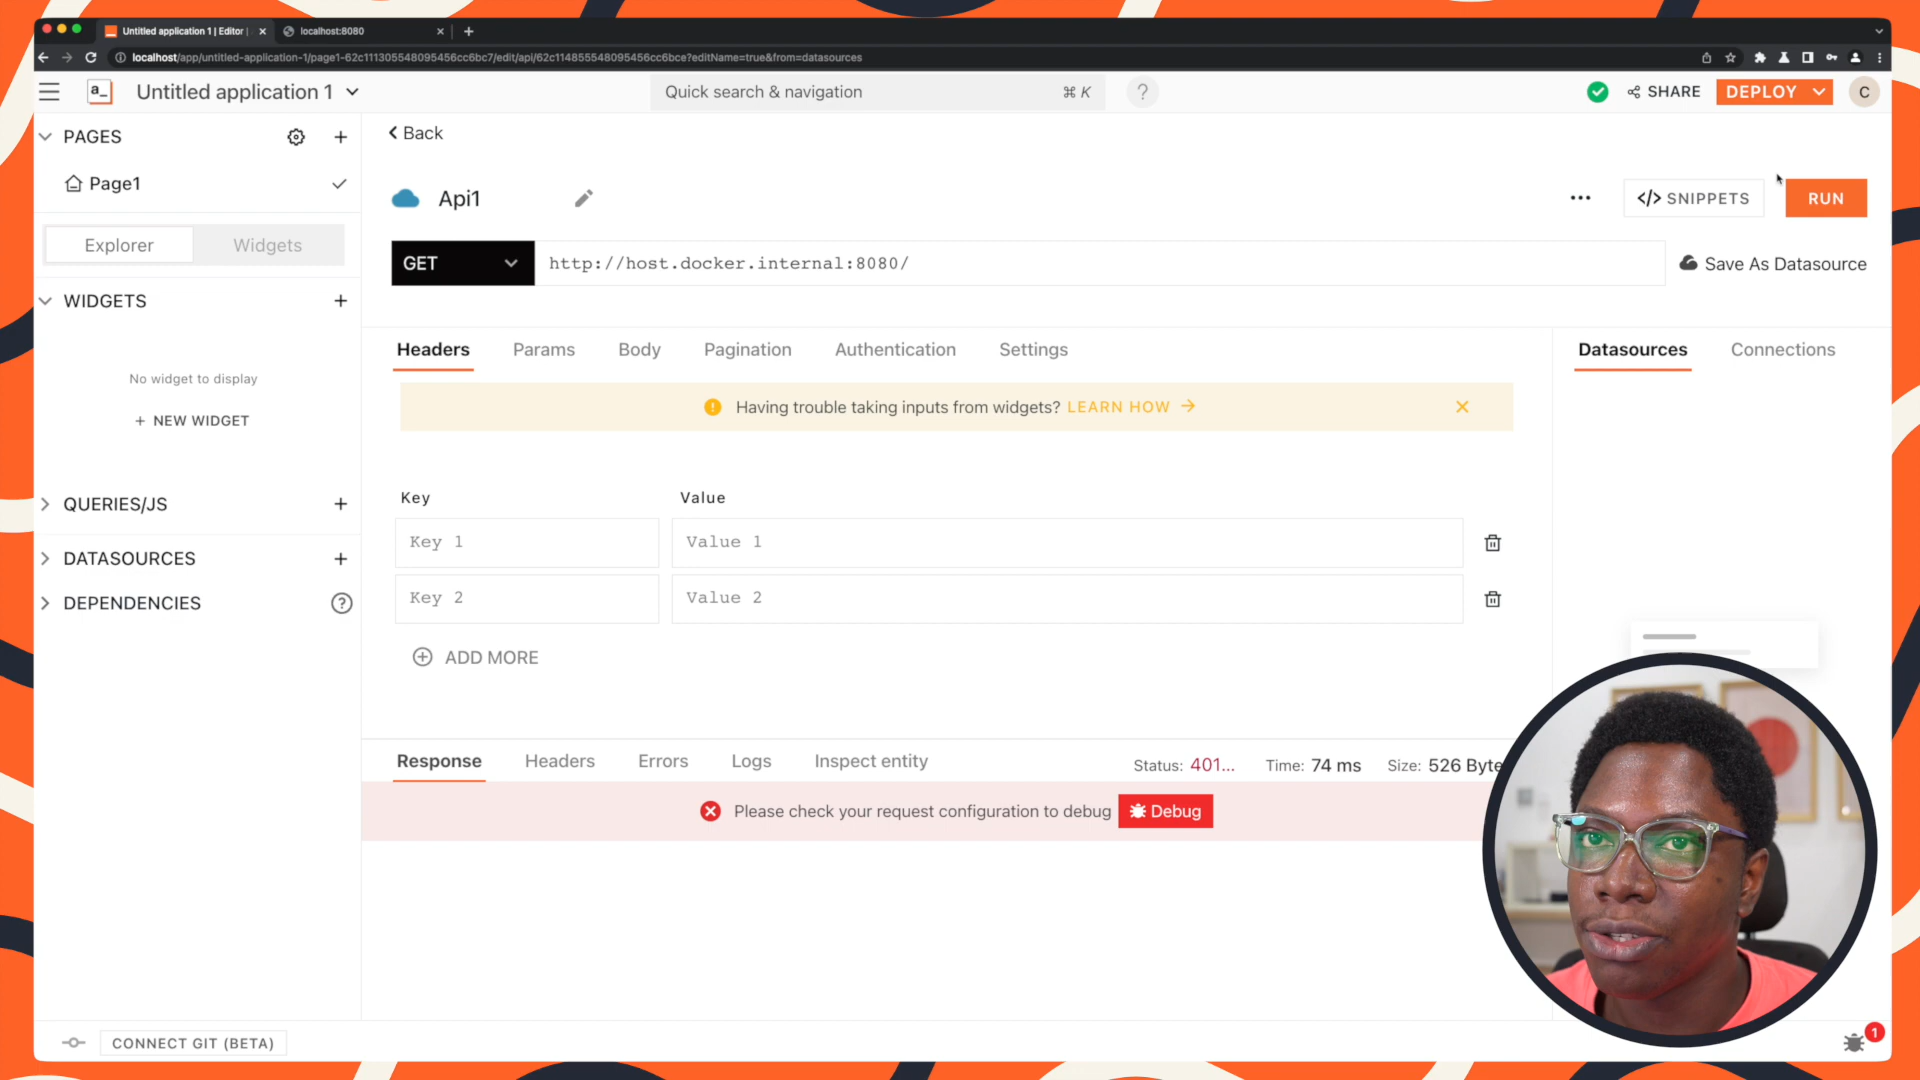 Untitled application 1 | Editor |
localhost:8080
localhost/app/untitled-application-1/page1-62c111305548095456cc6bc7/edit/api/62c114855548095456cc6bce?editName=true&from=datasources
a_
Untitled application 1
Quick search & navigation
⌘ K
?
SHARE
DEPLOY
C
PAGES
Page1
Explorer
Widgets
WIDGETS
No widget to display
+ NEW WIDGET
QUERIES/JS
DATASOURCES
DEPENDENCIES
?
Back
Api1
</> SNIPPETS
RUN
GET
http://host.docker.internal:8080/
Save As Datasource
Headers
Params
Body
Pagination
Authentication
Settings
Datasources
Connections
Having trouble taking inputs from widgets? LEARN HOW
Key
Value
Key 1
Value 1
Key 2
Value 2
ADD MORE
Response
Headers
Errors
Logs
Inspect entity
Status: 401...
Time: 74 ms
Size: 526 Byte
Please check your request configuration to debug
Debug
CONNECT GIT (BETA)
1